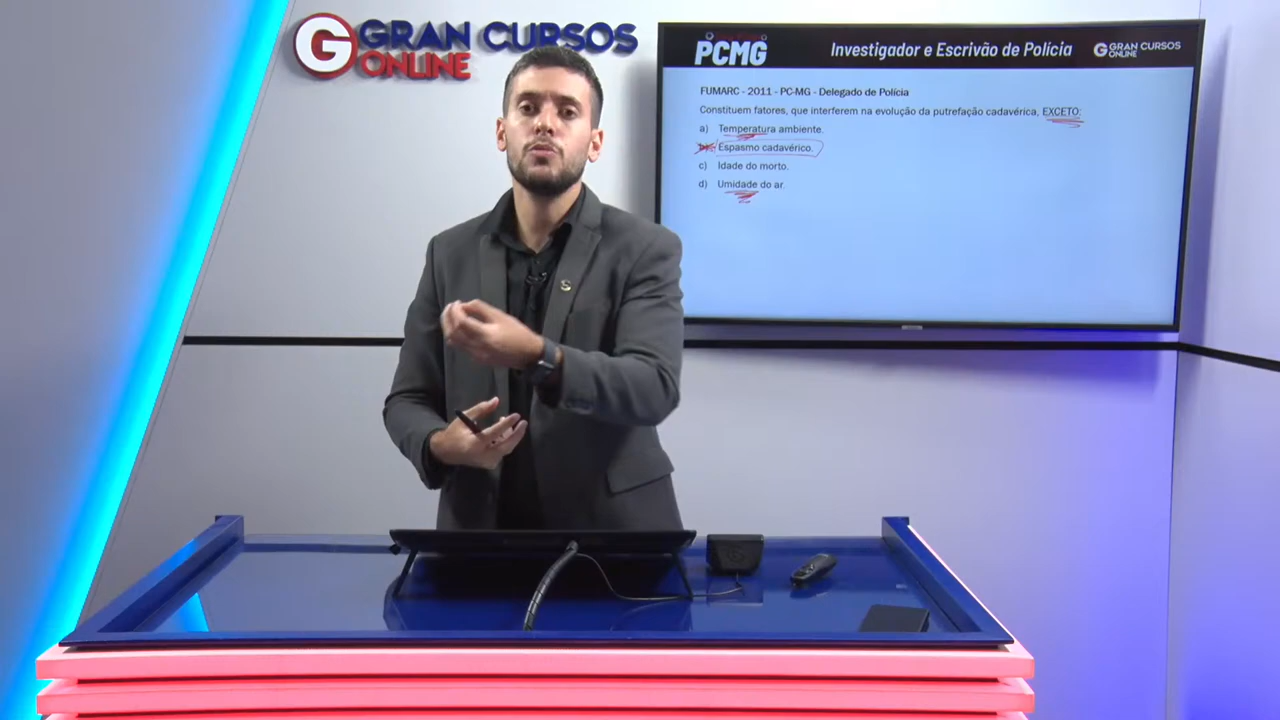 G GRAN CURSOS
ONLINE
PCMG
Investigador e Escrivão de Polícia
G GRAN CURSOS
ONLINE
FUMARC - 2011 - PC-MG - Delegado de Polícia
Constituem fatores, que interferem na evolução da putrefação cadavérica, EXCETO:
a) Temperatura ambiente.
Espasmo cadavérico.
c) Idade do morto.
d) Umidade do ar.